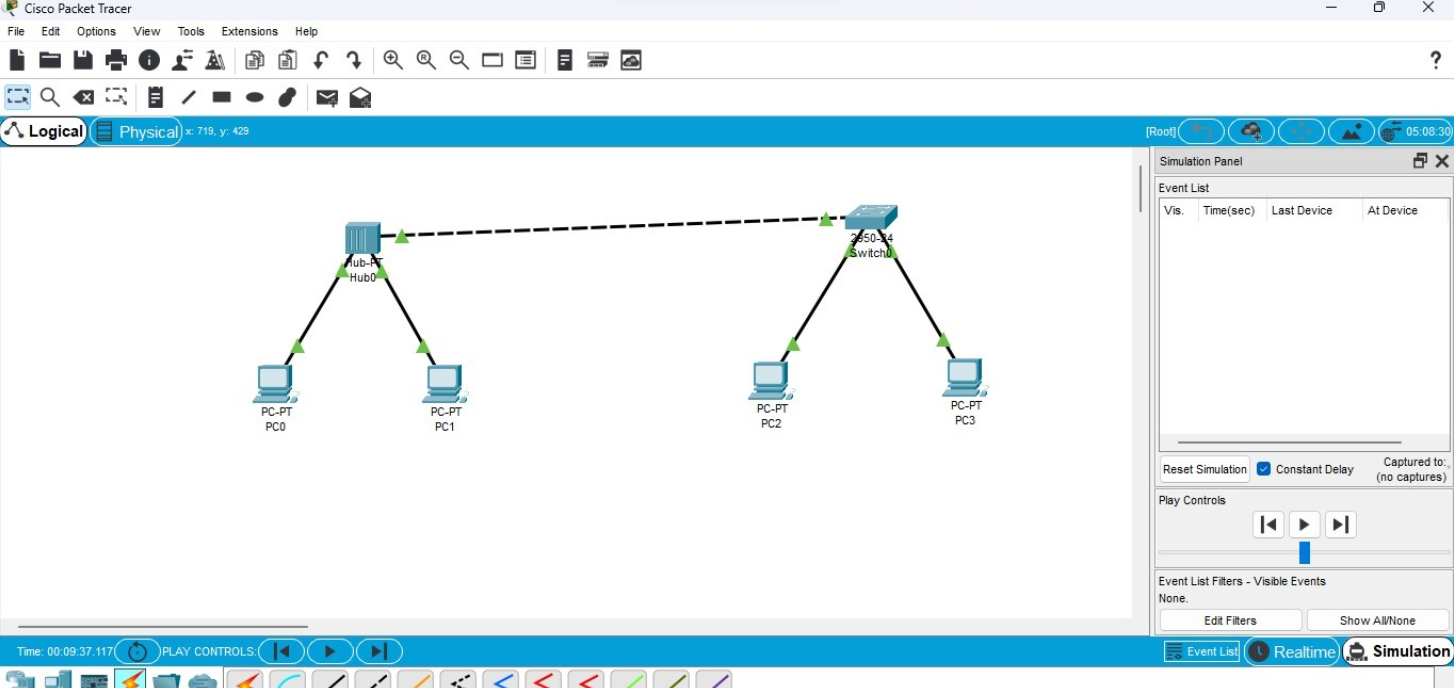 Cisco Packet Tracer
File Edit Options View Tools Extensions Help
?
Logical Physical x: 719, y: 429 [Root] 05:08:30
Simulation Panel
Event List
Vis. Time(sec) Last Device At Device
2950-24
Switch0
Hub-PT
Hub0
PC-PT
PC0
PC-PT
PC1
PC-PT
PC2
PC-PT
PC3
Reset Simulation Constant Delay Captured to:
(no captures)
Play Controls
Event List Filters - Visible Events
None.
Edit Filters Show All/None
Time: 00:09:37.117 PLAY CONTROLS: Event List Realtime Simulation